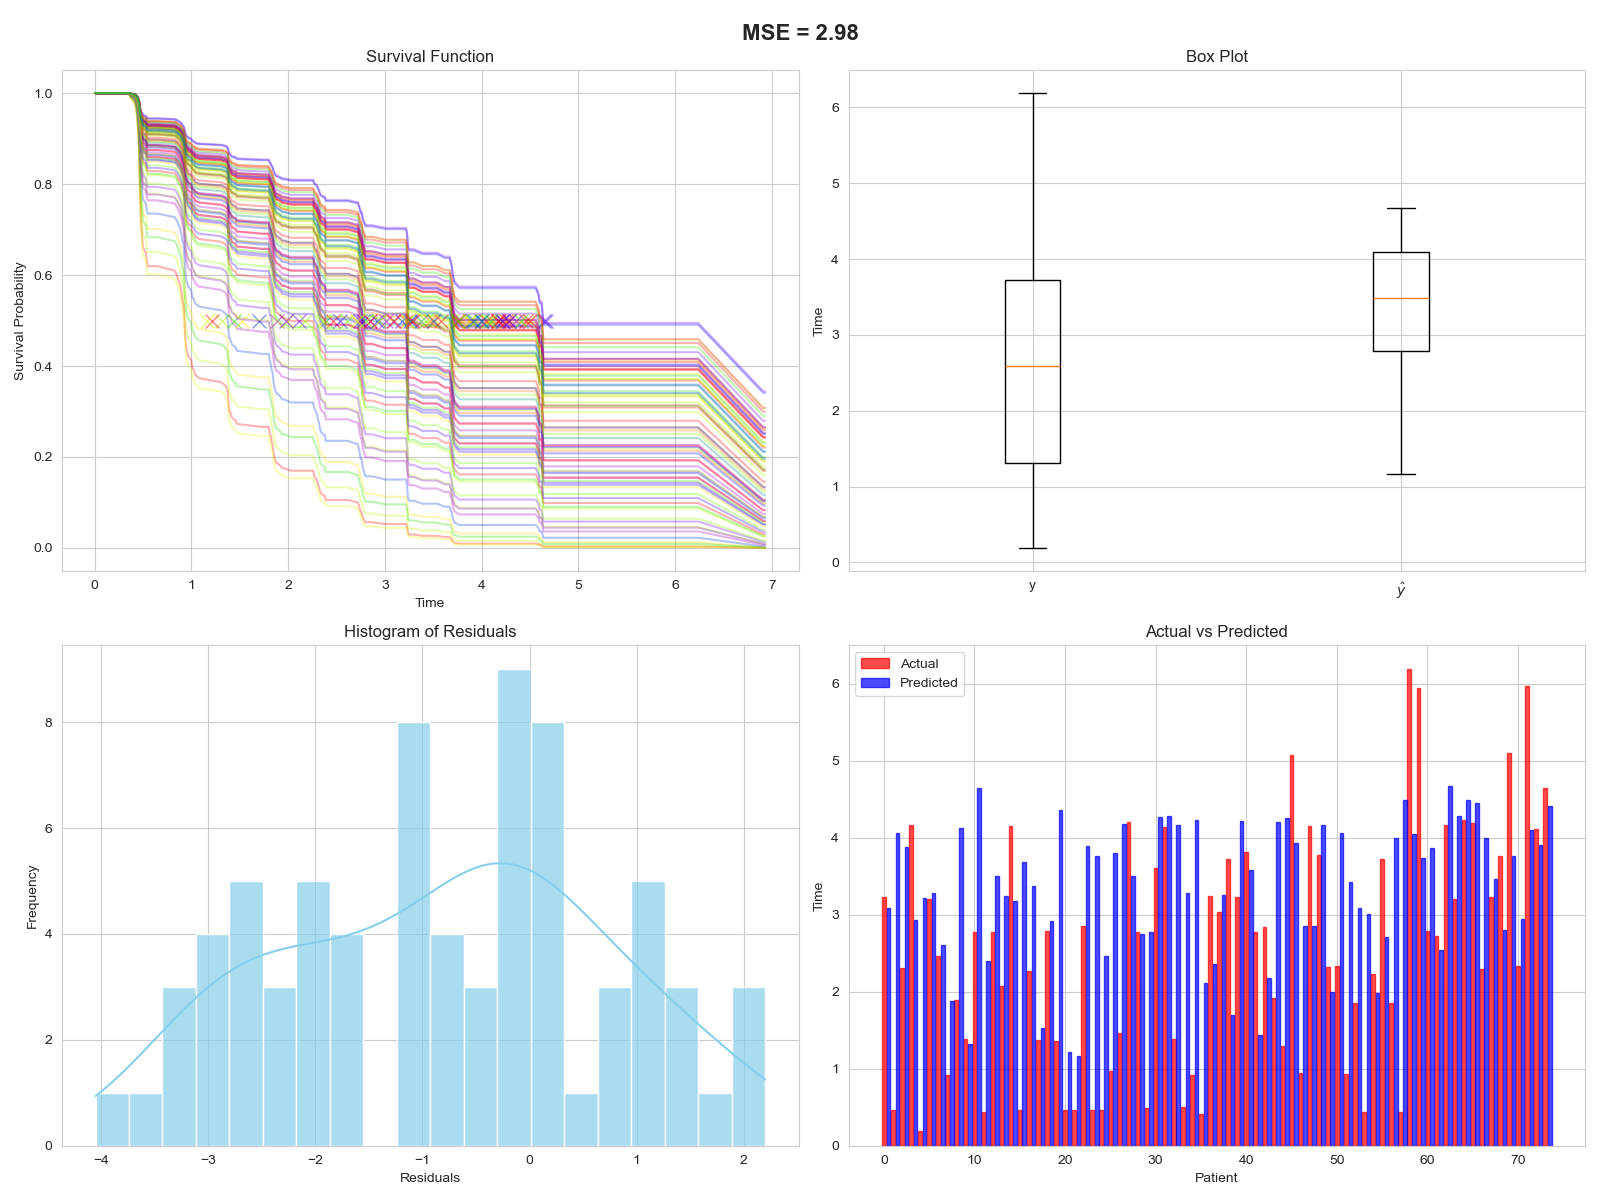 MSE = 2.98
Survival Function
1.0
0.8
0.6
0.4
0.2
0.0
Survival Probability
0 1 2 3 4 5 6 7
Time
Box Plot
6
5
4
3
2
1
0
Time
y ŷ
Histogram of Residuals
8
6
4
2
0
Frequency
−4 −3 −2 −1 0 1 2
Residuals
Actual vs Predicted
Actual
Predicted
6
5
4
3
2
1
0
Time
0 10 20 30 40 50 60 70
Patient